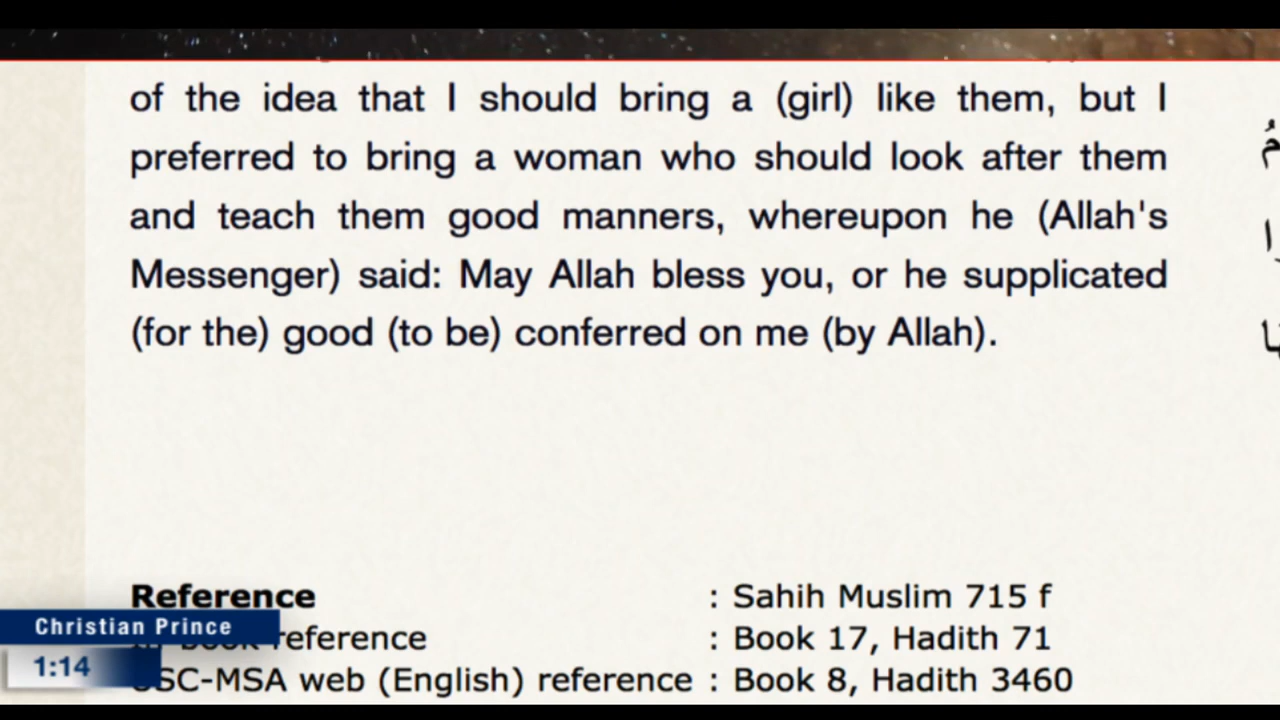 of the idea that I should bring a (girl) like them, but I
preferred to bring a woman who should look after them
and teach them good manners, whereupon he (Allah's
Messenger) said: May Allah bless you, or he supplicated
(for the) good (to be) conferred on me (by Allah).
Reference : Sahih Muslim 715 f
Christian Prince
reference : Book 17, Hadith 71
1:14
SC-MSA web (English) reference : Book 8, Hadith 3460